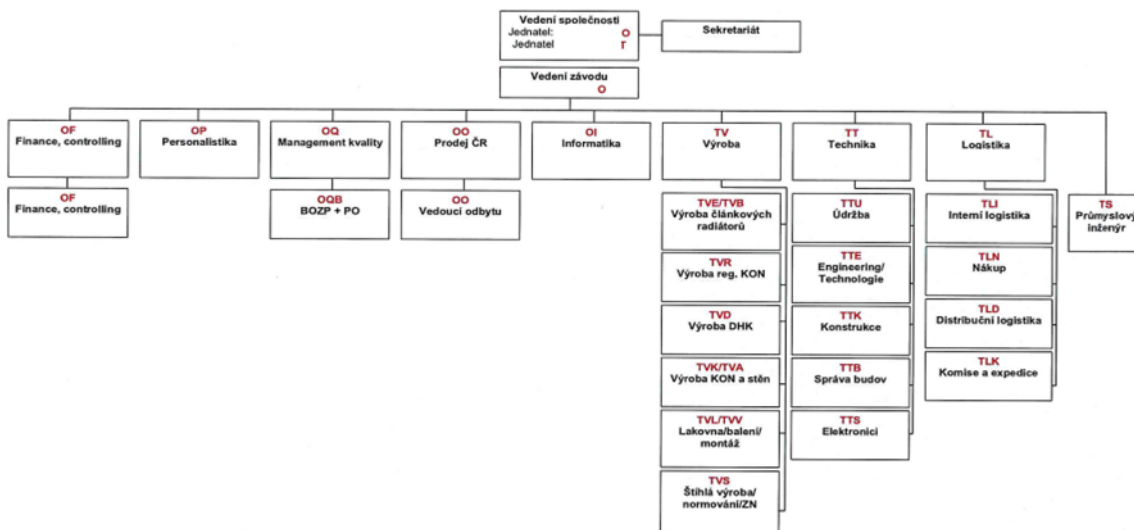 Vedení společnosti
Jednatel: O
Jednatel T
Sekretariát
Vedení závodu
O
OF
Finance, controlling
OP
Personalistika
OQ
Management kvality
OO
Prodej ČR
OI
Informatika
TV
Výroba
TT
Technika
TL
Logistika
OF
Finance, controlling
OQB
BOZP + PO
OO
Vedoucí odbytu
TVE/TVB
Výroba článkových
radiátorů
TVR
Výroba reg. KON
TVD
Výroba DHK
TVK/TVA
Výroba KON a stěn
TVL/TVV
Lakovna/balení/
montáž
TVS
Štíhlá výroba/
normování/ZN
TTU
Údržba
TTE
Engineering/
Technologie
TTK
Konstrukce
TTB
Správa budov
TTS
Elektronici
TLI
Interní logistika
TLN
Nákup
TLD
Distribuční logistika
TLK
Komise a expedice
TS
Průmyslový
inženýr